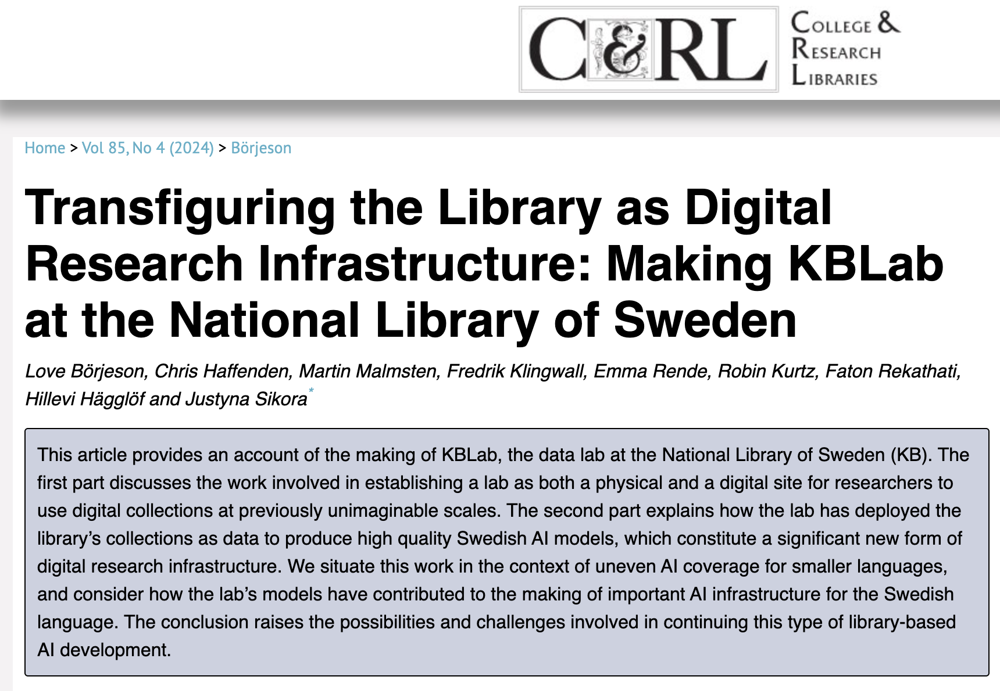 C&RL
COLLEGE &
RESEARCH
LIBRARIES
Home > Vol 85, No 4 (2024) > Börjeson
Transfiguring the Library as Digital
Research Infrastructure: Making KBLab
at the National Library of Sweden
Love Börjeson, Chris Haffenden, Martin Malmsten, Fredrik Klingwall, Emma Rende, Robin Kurtz, Faton Rekathati,
Hillevi Hägglöf and Justyna Sikora*
This article provides an account of the making of KBLab, the data lab at the National Library of Sweden (KB). The
first part discusses the work involved in establishing a lab as both a physical and a digital site for researchers to
use digital collections at previously unimaginable scales. The second part explains how the lab has deployed the
library’s collections as data to produce high quality Swedish AI models, which constitute a significant new form of
digital research infrastructure. We situate this work in the context of uneven AI coverage for smaller languages,
and consider how the lab’s models have contributed to the making of important AI infrastructure for the Swedish
language. The conclusion raises the possibilities and challenges involved in continuing this type of library-based
AI development.